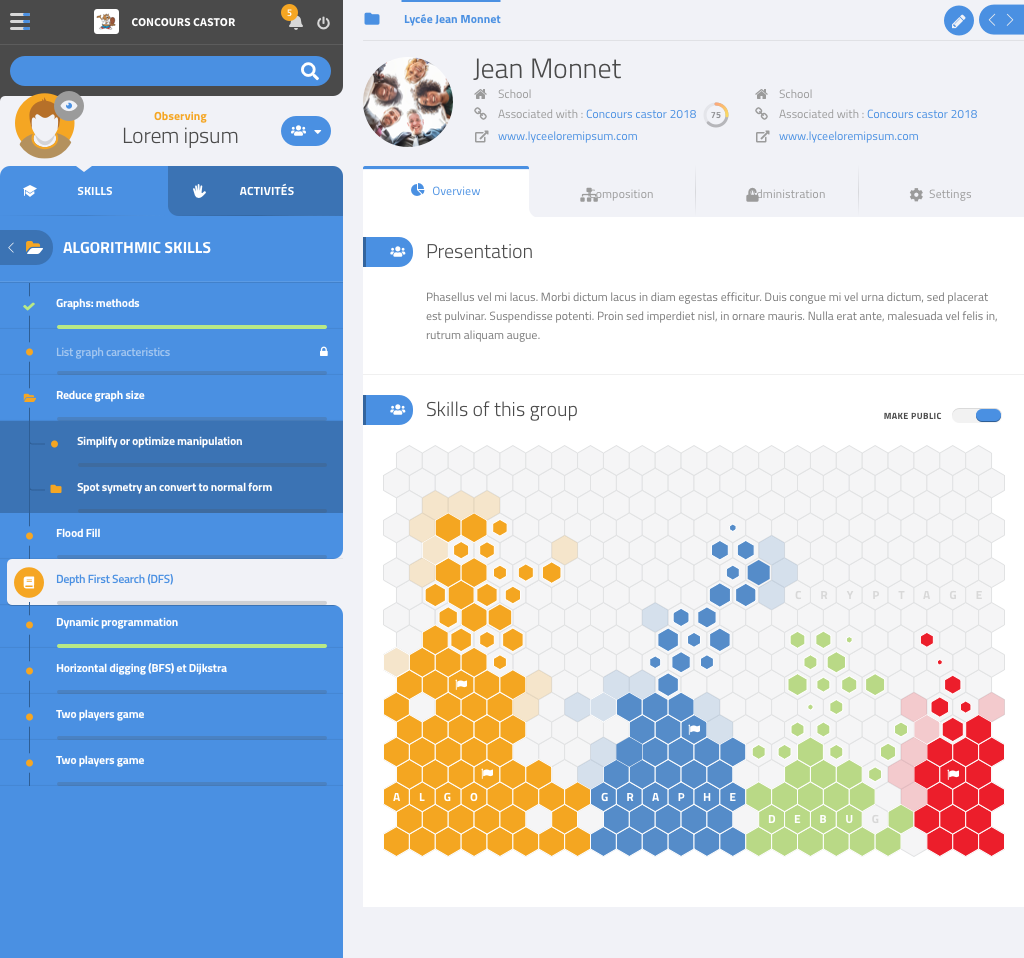 CONCOURS CASTOR
5
Observing
Lorem ipsum
SKILLS
ACTIVITÉS
ALGORITHMIC SKILLS
Graphs: methods
List graph caracteristics
Reduce graph size
Simplify or optimize manipulation
Spot symetry an convert to normal form
Flood Fill
Depth First Search (DFS)
Dynamic programmation
Horizontal digging (BFS) et Dijkstra
Two players game
Two players game
Lycée Jean Monnet
Jean Monnet
School
Associated with : Concours castor 2018
75
www.lyceeloremipsum.com
School
Associated with : Concours castor 2018
www.lyceeloremipsum.com
Overview
omposition
dministration
Settings
Presentation
Phasellus vel mi lacus. Morbi dictum lacus in diam egestas efficitur. Duis congue mi vel urna dictum, sed placerat
est pulvinar. Suspendisse potenti. Proin sed imperdiet nisl, in ornare mauris. Nulla erat ante, malesuada vel felis in,
rutrum aliquam augue.
Skills of this group
MAKE PUBLIC
CRYPTAGE
ALGO
GRAPHE
DEBUG